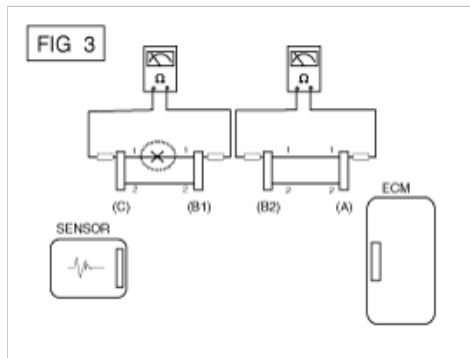 FIG 3
Ω Ω
1 1 1 1
2 2 2 2
(C) (B1) (B2) (A)
SENSOR
ECM